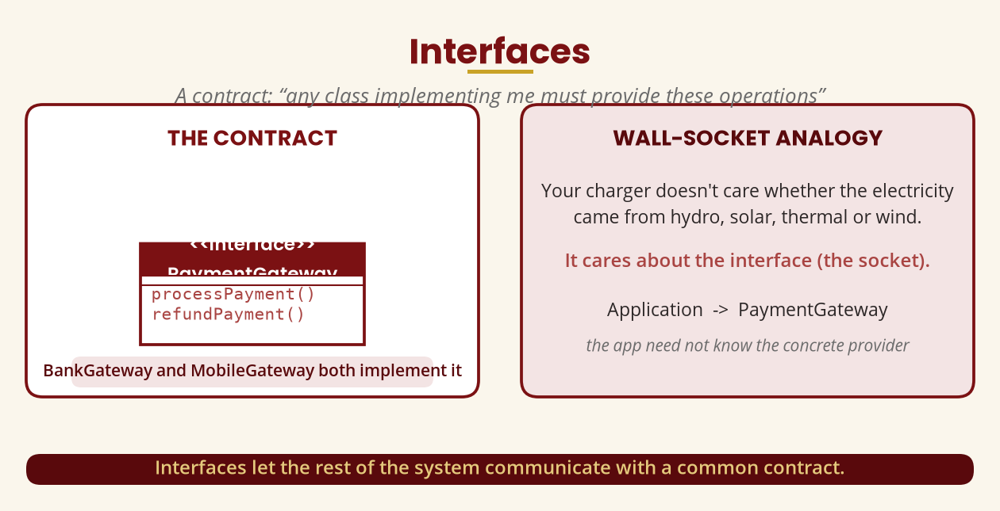 Interfaces
A contract: “any class implementing me must provide these operations”
THE CONTRACT
<<interface>>
PaymentGateway
processPayment()
refundPayment()
BankGateway and MobileGateway both implement it
WALL-SOCKET ANALOGY
Your charger doesn't care whether the electricity
came from hydro, solar, thermal or wind.
It cares about the interface (the socket).
Application -> PaymentGateway
the app need not know the concrete provider
Interfaces let the rest of the system communicate with a common contract.